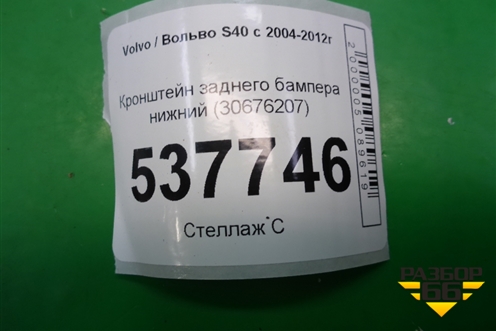 Volvo / Вольво S40 с 2004-2012г
Кронштейн заднего бампера
нижний (30676207)
537746
Стеллаж С
2000005089619
РАЗБОР
66